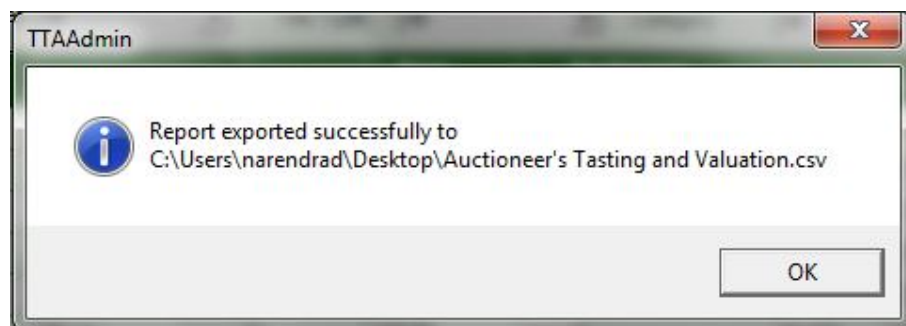 TTAAdmin
Report exported successfully to
C:\Users\narendrad\Desktop\Auctioneer's Tasting and Valuation.csv
OK